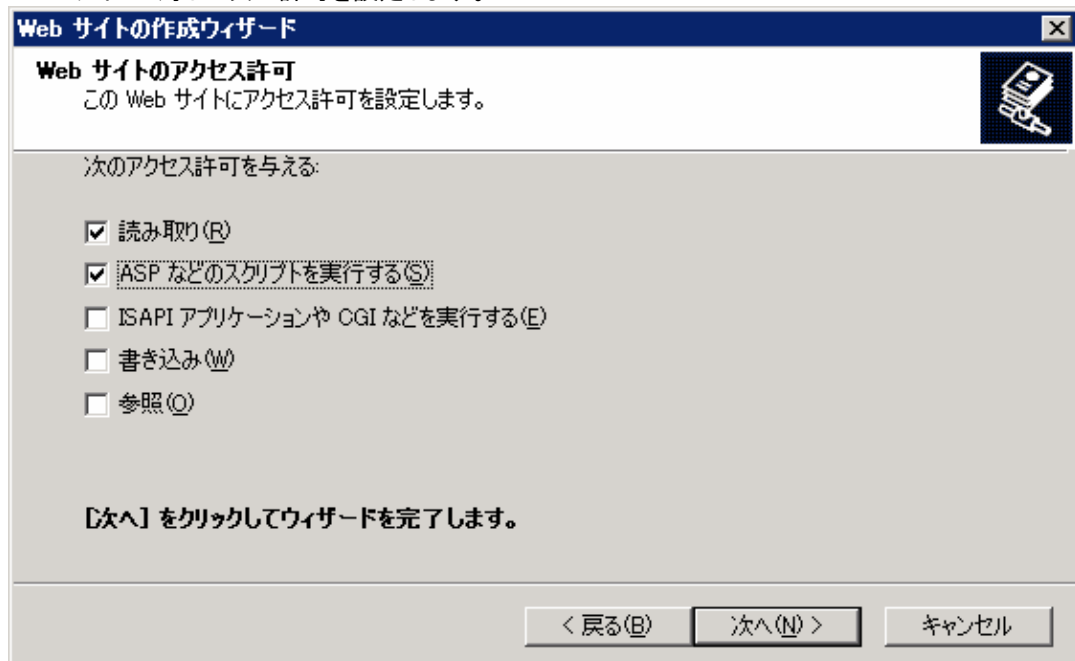 Web サイトの作成ウィザード
Web サイトのアクセス許可
この Web サイトにアクセス許可を設定します。
次のアクセス許可を与える:
読み取り(R)
ASP などのスクリプトを実行する(S)
ISAPI アプリケーションや CGI などを実行する(E)
書き込み(W)
参照(O)
[次へ] をクリックしてウィザードを完了します。
< 戻る(B) 次へ(N) > キャンセル